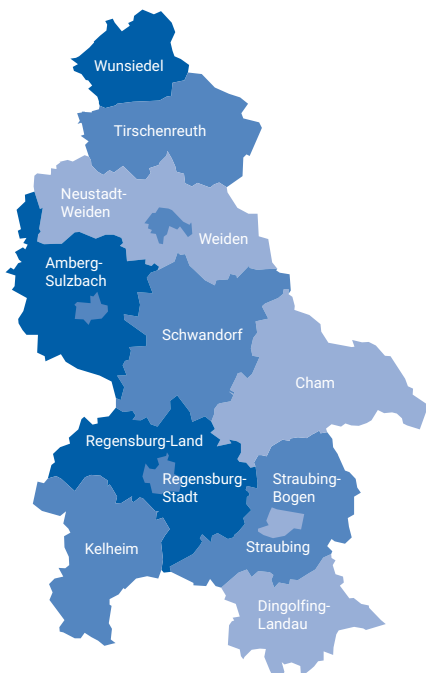 Wunsiedel
Tirschenreuth
Neustadt-
Weiden
Weiden
Amberg-
Sulzbach
Schwandorf
Cham
Regensburg-Land
Regensburg-
Stadt
Straubing-
Bogen
Kelheim
Straubing
Dingolfing-
Landau